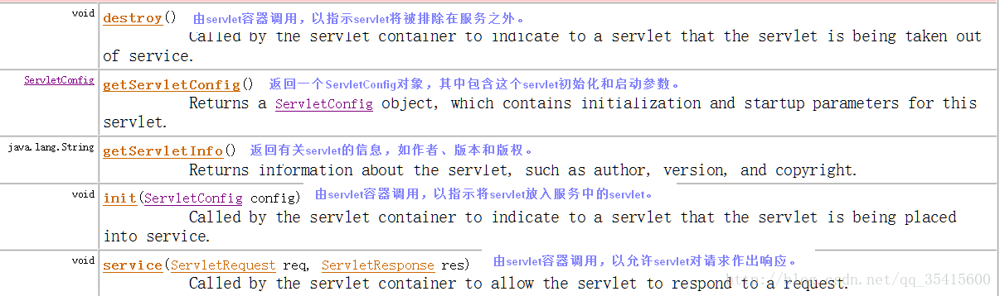 void destroy() 由servlet容器调用，以指示servlet将被排除在服务之外。
Called by the servlet container to indicate to a servlet that the servlet is being taken out
of service.
ServletConfig getServletConfig() 返回一个ServletConfig对象，其中包含这个servlet初始化和启动参数。
Returns a ServletConfig object, which contains initialization and startup parameters for this
servlet.
java.lang.String getServletInfo() 返回有关servlet的信息，如作者、版本和版权。
Returns information about the servlet, such as author, version, and copyright.
void init(ServletConfig config) 由servlet容器调用，以指示将servlet放入服务中的servlet。
Called by the servlet container to indicate to a servlet that the servlet is being placed
into service.
void service(ServletRequest req, ServletResponse res) 由servlet容器调用，以允许servlet对请求作出响应。
Called by the servlet container to allow the servlet to respond to a request.
http://blog.csdn.net/qq_35415600